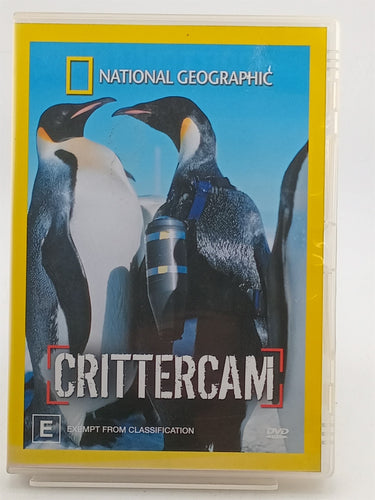 NATIONAL GEOGRAPHIC
CRITTERCAM
E EXEMPT FROM CLASSIFICATION
DVD